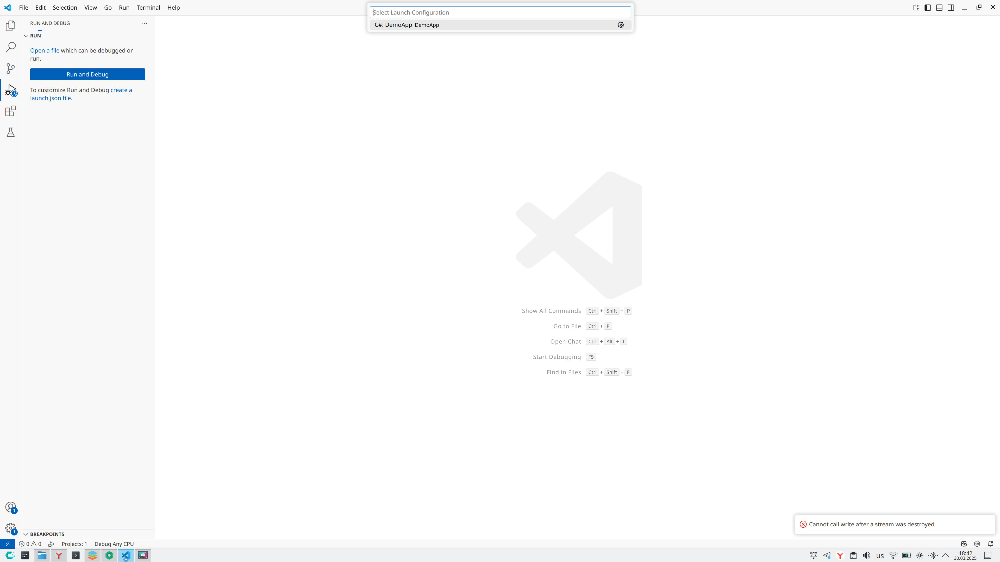 File Edit Selection View Go Run Terminal Help
Select Launch Configuration
C#: DemoApp DemoApp
RUN AND DEBUG
RUN
Open a file which can be debugged or
run.
Run and Debug
To customize Run and Debug create a
launch.json file.
Show All Commands Ctrl + Shift + P
Go to File Ctrl + P
Open Chat Ctrl + Alt + I
Start Debugging F5
Find in Files Ctrl + Shift + F
1
1
Cannot call write after a stream was destroyed
BREAKPOINTS
0 0 Projects: 1 Debug Any CPU
us 18:42
30.03.2025